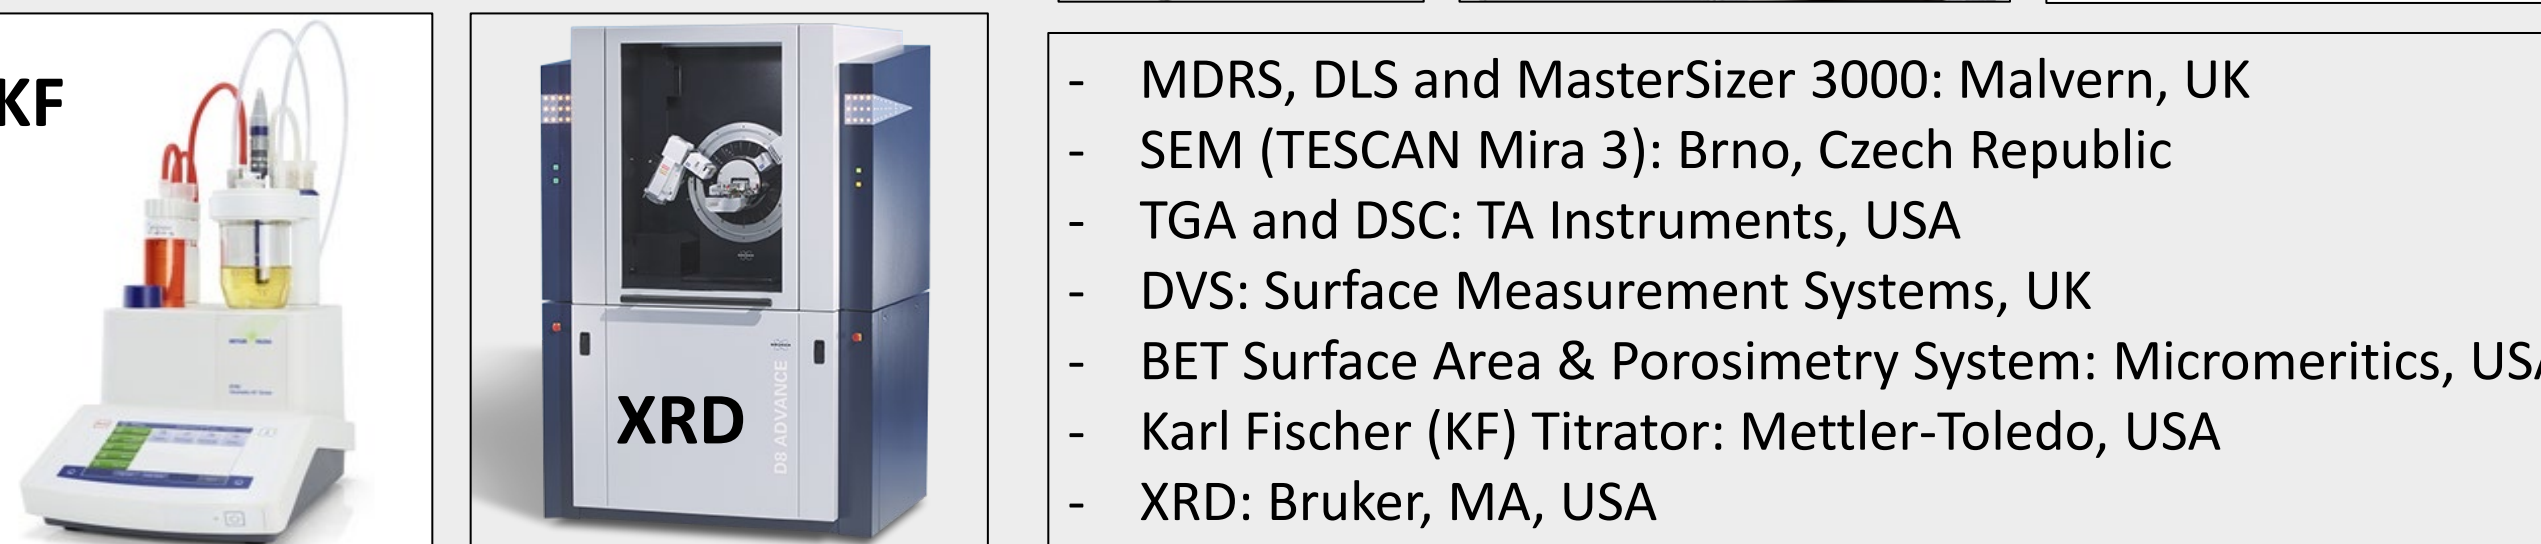 KF
XRD
D8 ADVANCE
- MDRS, DLS and MasterSizer 3000: Malvern, UK
- SEM (TESCAN Mira 3): Brno, Czech Republic
- TGA and DSC: TA Instruments, USA
- DVS: Surface Measurement Systems, UK
- BET Surface Area & Porosimetry System: Micromeritics, USA
- Karl Fischer (KF) Titrator: Mettler-Toledo, USA
- XRD: Bruker, MA, USA